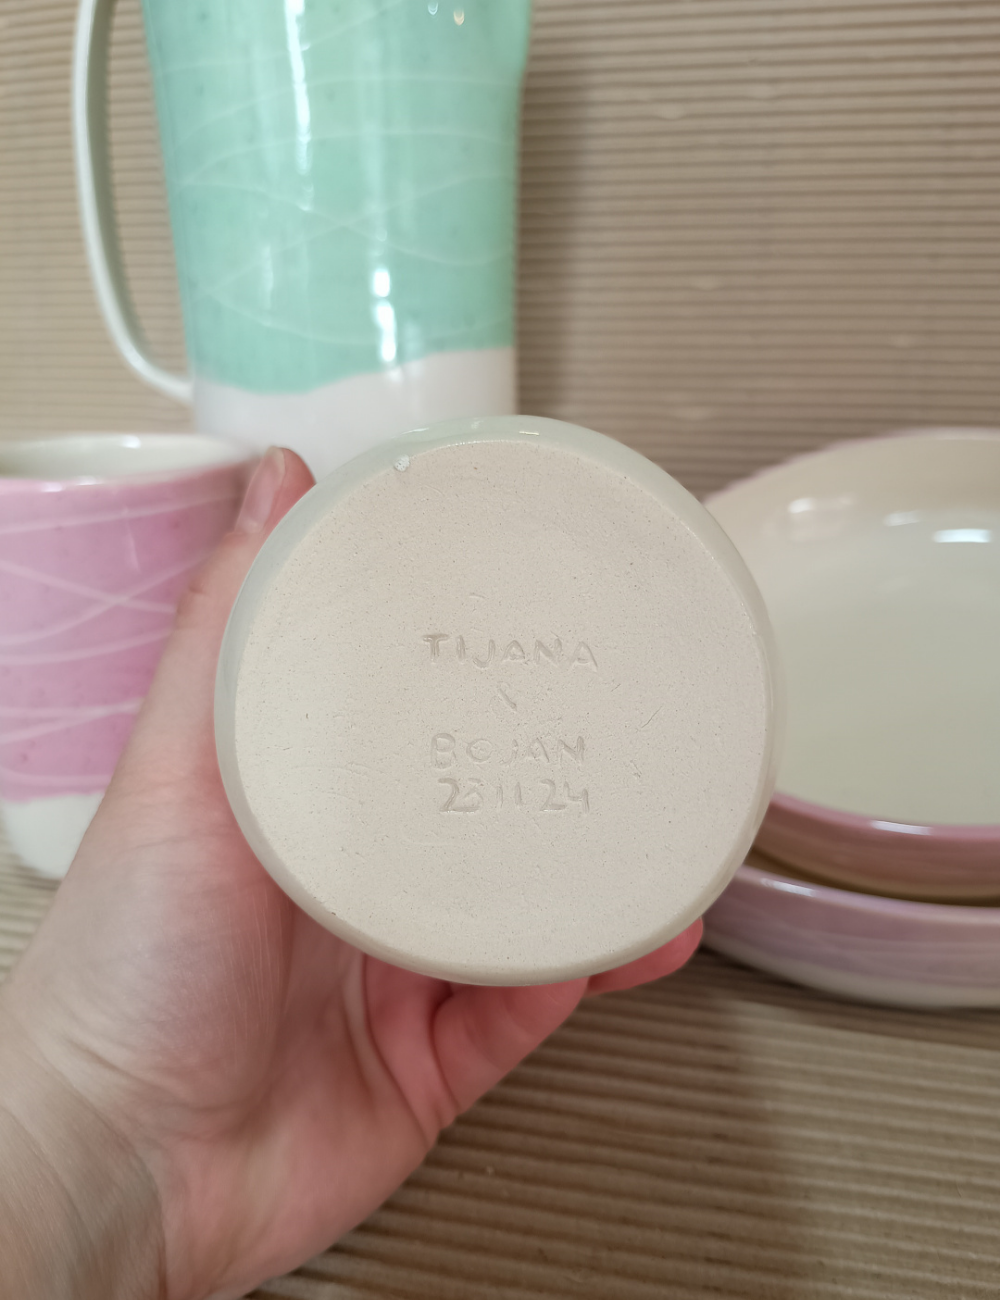 TIJANA
\
BOJAN
23 11 24